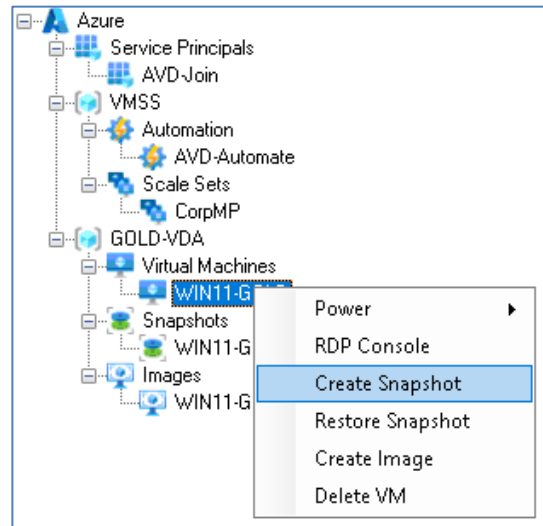 Azure
Service Principals
AVD-Join
VMSS
Automation
AVD-Automate
Scale Sets
CorpMP
GOLD-VDA
Virtual Machines
WIN11-G
Snapshots
WIN11-G
Images
WIN11-G
Power
RDP Console
Create Snapshot
Restore Snapshot
Create Image
Delete VM